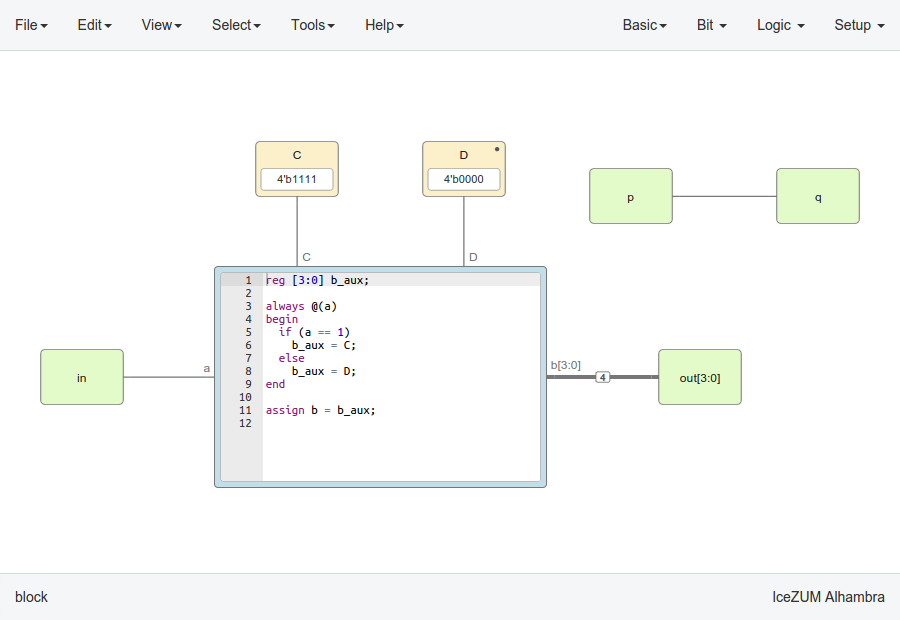 File Edit View Select Tools Help Basic Bit Logic Setup
C
4'b1111
D
4'b0000
p
q
C
D
1 reg [3:0] b_aux;
2
3 always @(a)
4 begin
5   if (a == 1)
6     b_aux = C;
7   else
8     b_aux = D;
9 end
10
11 assign b = b_aux;
12
in
a
b[3:0]
4
out[3:0]
block
IceZUM Alhambra